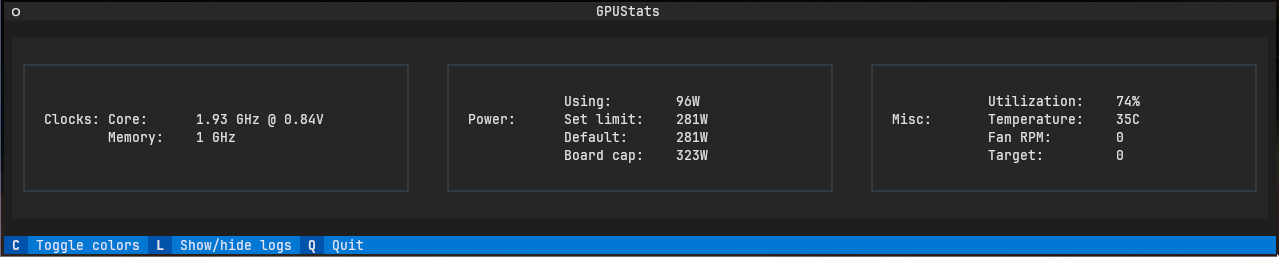 GPUStats
Clocks: Core: 1.93 GHz @ 0.84V
Memory: 1 GHz
Using: 96W
Power: Set limit: 281W
Default: 281W
Board cap: 323W
Utilization: 74%
Misc: Temperature: 35C
Fan RPM: 0
Target: 0
C Toggle colors L Show/hide logs Q Quit